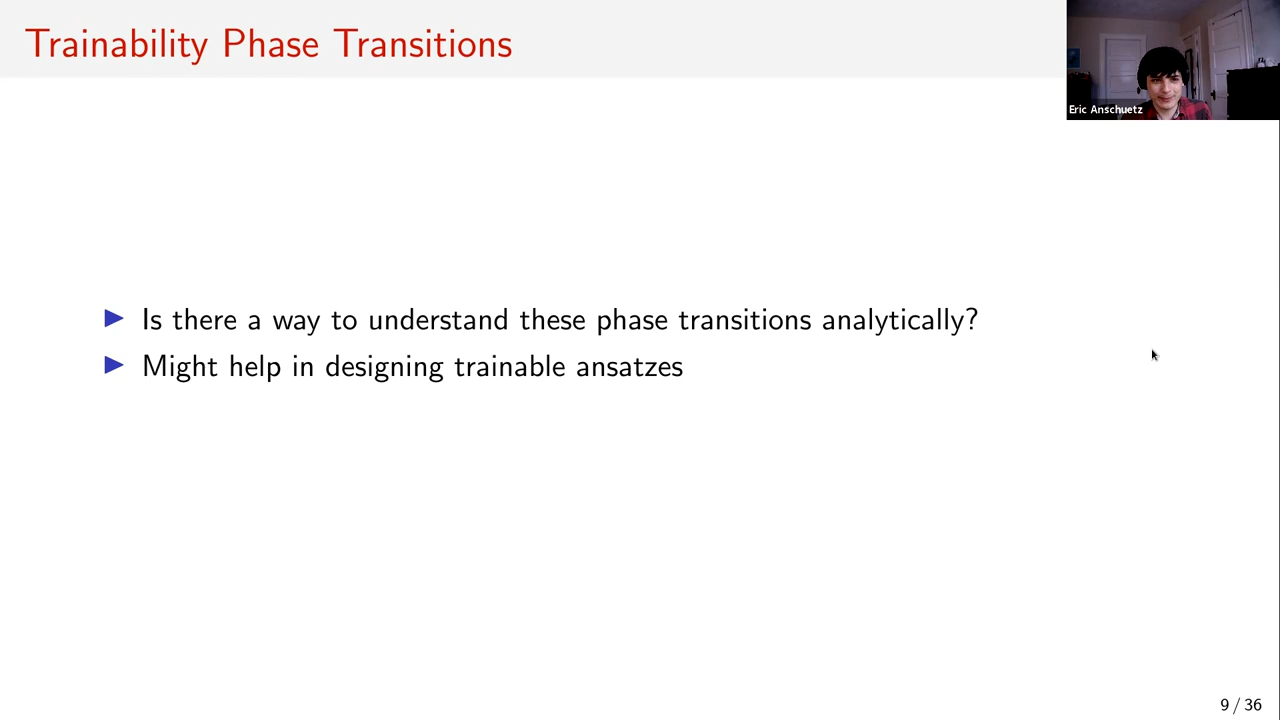 Trainability Phase Transitions
Eric Anschuetz
▶ Is there a way to understand these phase transitions analytically?
▶ Might help in designing trainable ansatzes
9 / 36